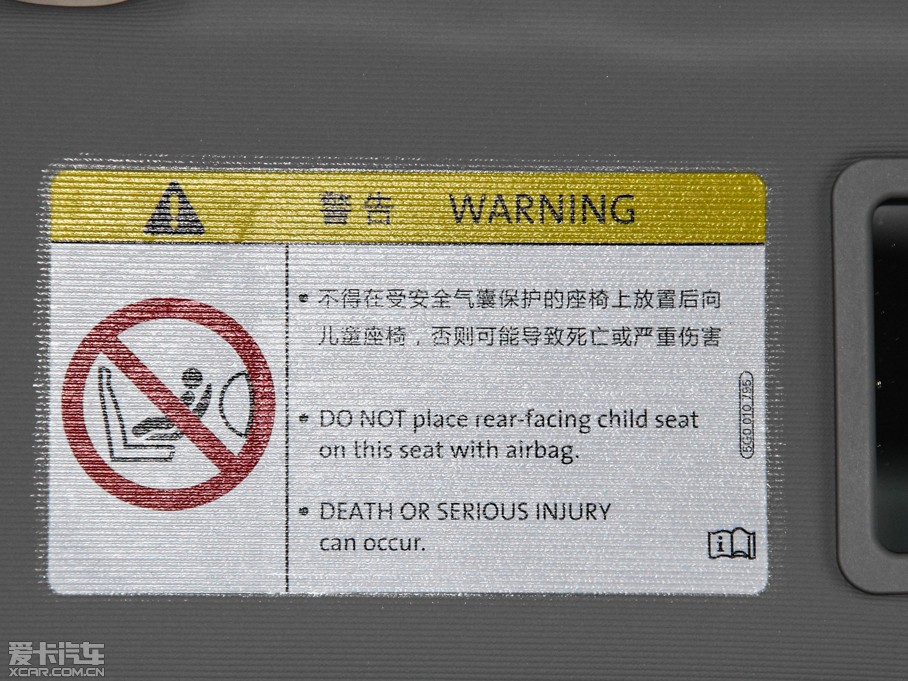 警告 WARNING
• 不得在受安全气囊保护的座椅上放置后向
儿童座椅，否则可能导致死亡或严重伤害
• DO NOT place rear-facing child seat
on this seat with airbag.
• DEATH OR SERIOUS INJURY
can occur.
5G0 010 795
i
爱卡汽车
XCAR.COM.CN